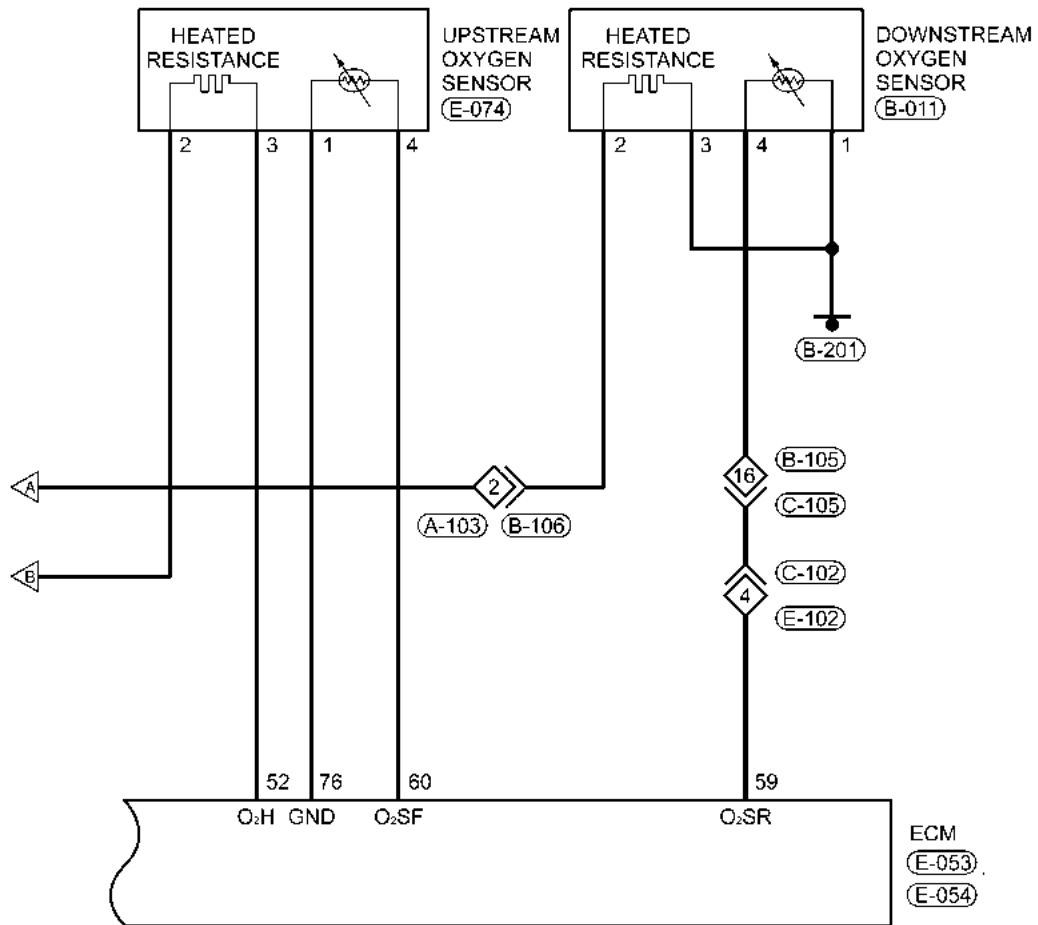 HEATED
RESISTANCE
UPSTREAM
OXYGEN
SENSOR
E-074
HEATED
RESISTANCE
DOWNSTREAM
OXYGEN
SENSOR
B-011
2 3 1 4
2 3 4 1
B-201
A
2
A-103 B-106
16
B-105
C-105
B
C-102
4
E-102
52 76 60 59
O₂H GND O₂SF O₂SR
ECM
E-053
E-054